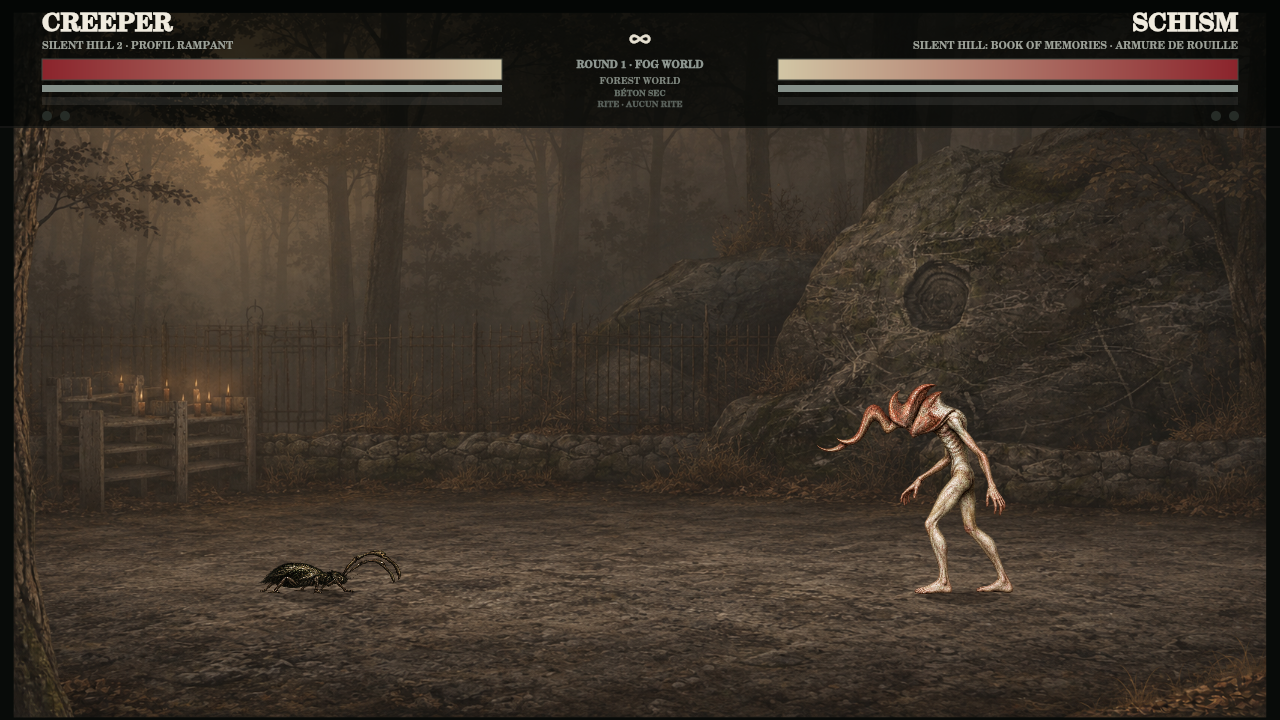 CREEPER
SILENT HILL 2 · PROFIL RAMPANT
∞
ROUND 1 · FOG WORLD
FOREST WORLD
BÉTON SEC
RITE · AUCUN RITE
SCHISM
SILENT HILL: BOOK OF MEMORIES · ARMURE DE ROUILLE